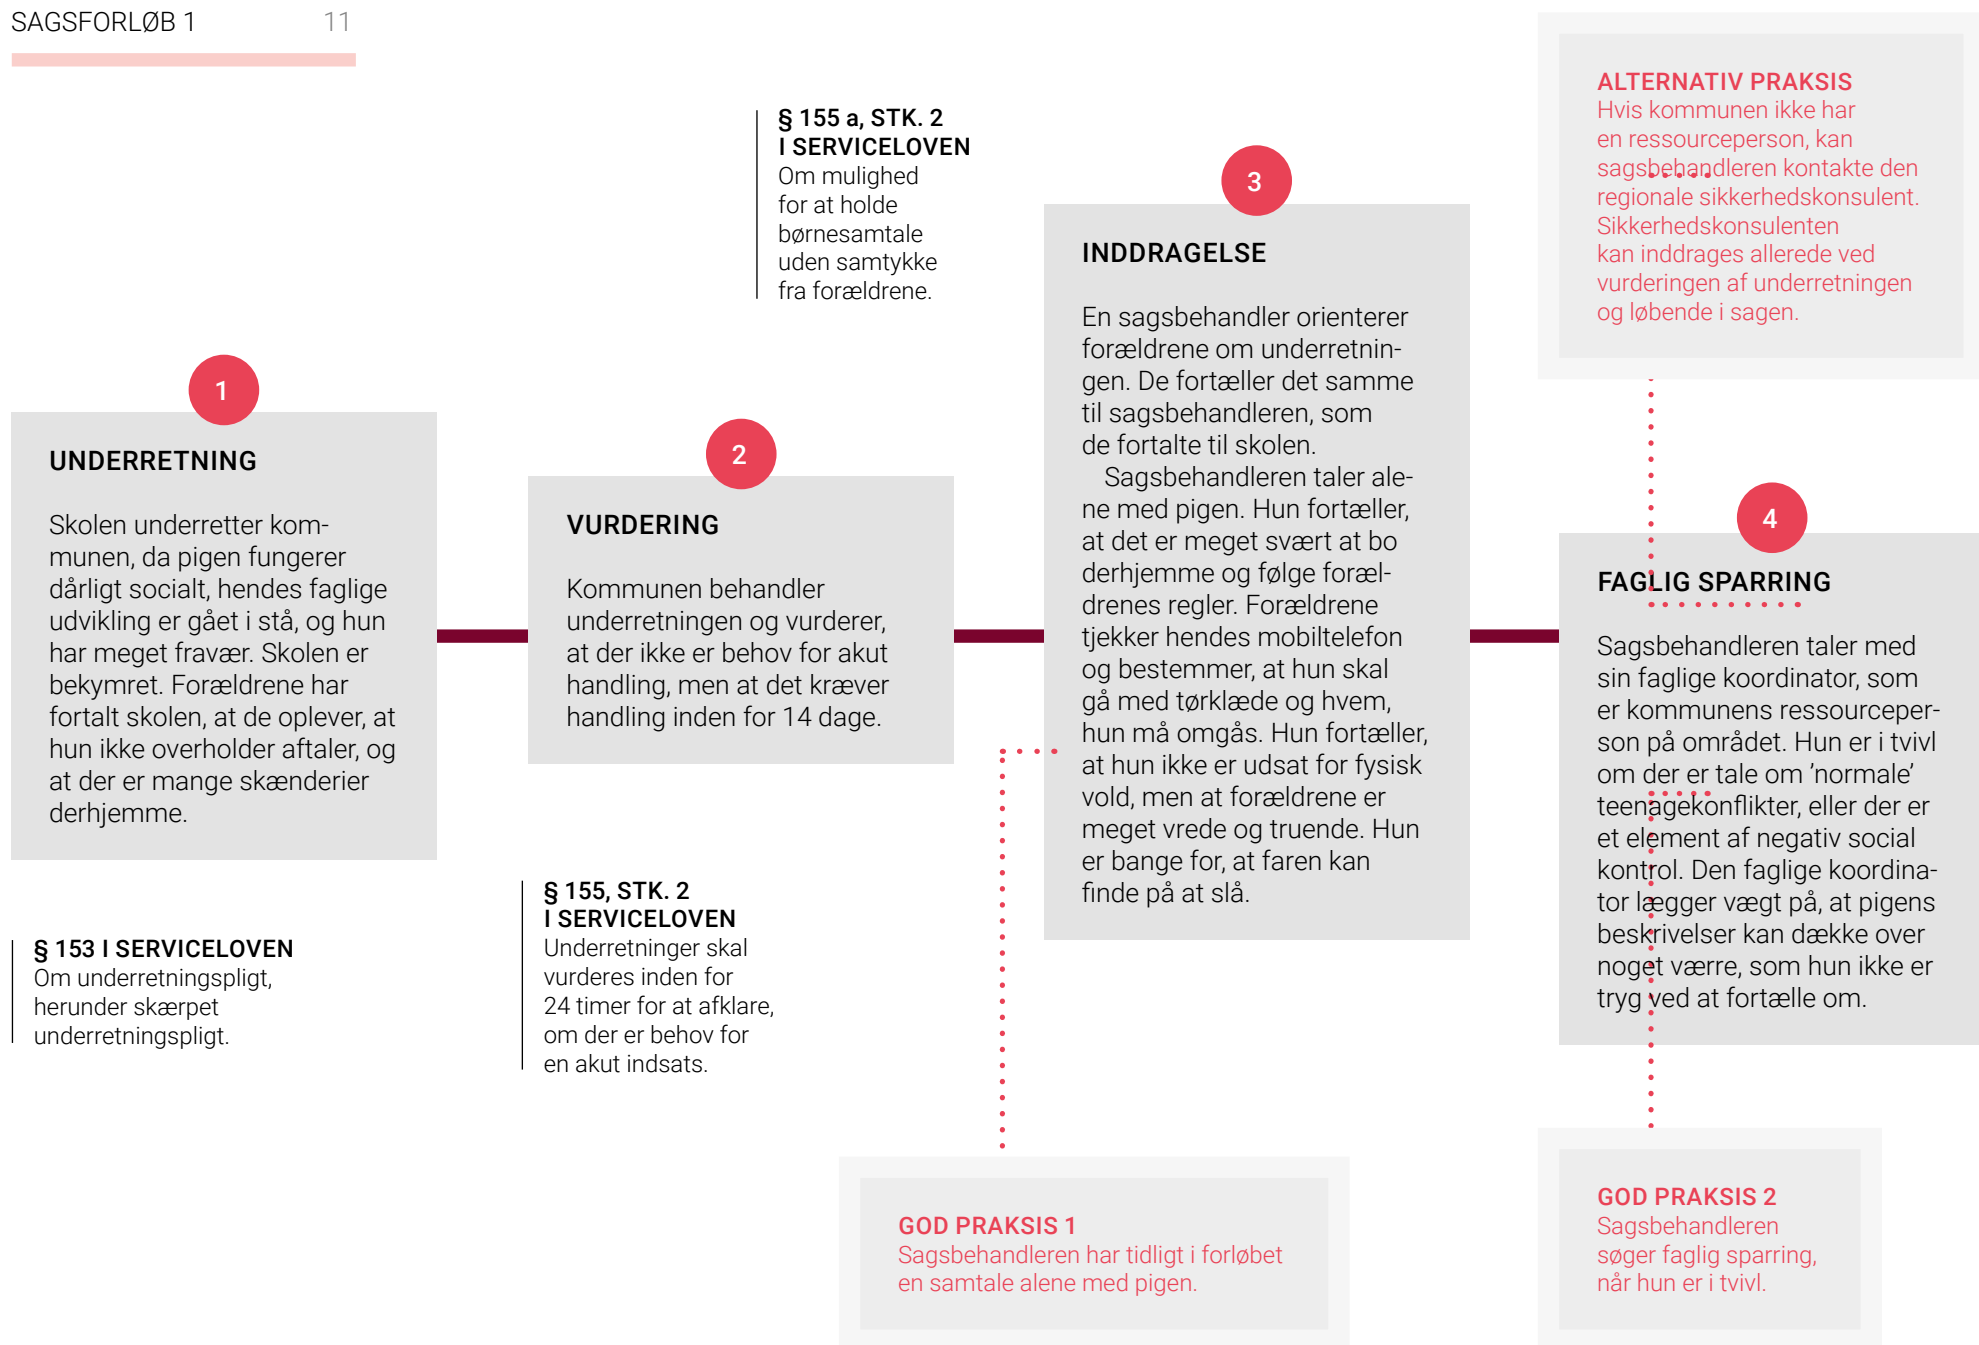 SAGSFORLØB 1 11
1
UNDERRETNING
Skolen underretter kom-
munen, da pigen fungerer
dårligt socialt, hendes faglige
udvikling er gået i stå, og hun
har meget fravær. Skolen er
bekymret. Forældrene har
fortalt skolen, at de oplever, at
hun ikke overholder aftaler, og
at der er mange skænderier
derhjemme.
§ 153 I SERVICELOVEN
Om underretningspligt,
herunder skærpet
underretningspligt.
2
VURDERING
Kommunen behandler
underretningen og vurderer,
at der ikke er behov for akut
handling, men at det kræver
handling inden for 14 dage.
§ 155, STK. 2
I SERVICELOVEN
Underretninger skal
vurderes inden for
24 timer for at afklare,
om der er behov for
en akut indsats.
§ 155 a, STK. 2
I SERVICELOVEN
Om mulighed
for at holde
børnesamtale
uden samtykke
fra forældrene.
3
INDDRAGELSE
En sagsbehandler orienterer
forældrene om underretnin-
gen. De fortæller det samme
til sagsbehandleren, som
de fortalte til skolen.
Sagsbehandleren taler ale-
ne med pigen. Hun fortæller,
at det er meget svært at bo
derhjemme og følge foræl-
drenes regler. Forældrene
tjekker hendes mobiltelefon
og bestemmer, at hun skal
gå med tørklæde og hvem,
hun må omgås. Hun fortæller,
at hun ikke er udsat for fysisk
vold, men at forældrene er
meget vrede og truende. Hun
er bange for, at faren kan
finde på at slå.
GOD PRAKSIS 1
Sagsbehandleren har tidligt i forløbet
en samtale alene med pigen.
ALTERNATIV PRAKSIS
Hvis kommunen ikke har
en ressourceperson, kan
sagsbehandleren kontakte den
regionale sikkerhedskonsulent.
Sikkerhedskonsulenten
kan inddrages allerede ved
vurderingen af underretningen
og løbende i sagen.
4
FAGLIG SPARRING
Sagsbehandleren taler med
sin faglige koordinator, som
er kommunens ressourceper-
son på området. Hun er i tvivl
om der er tale om ’normale’
teenagekonflikter, eller der er
et element af negativ social
kontrol. Den faglige koordina-
tor lægger vægt på, at pigens
beskrivelser kan dække over
noget værre, som hun ikke er
tryg ved at fortælle om.
GOD PRAKSIS 2
Sagsbehandleren
søger faglig sparring,
når hun er i tvivl.